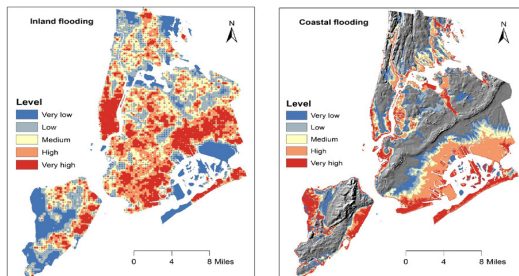 Inland flooding
N
Level
Very low
Low
Medium
High
Very high
0 4 8 Miles
Coastal flooding
N
Level
Very low
Low
Medium
High
Very high
0 4 8 Miles